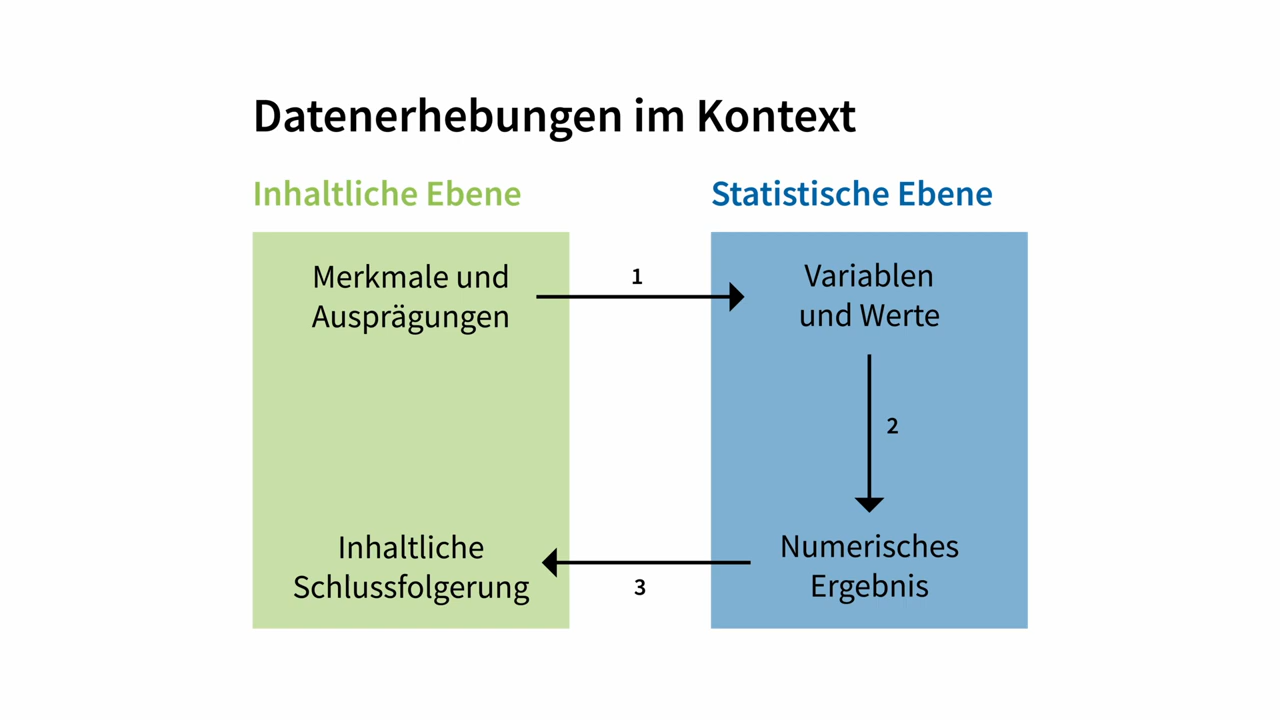 Datenerhebungen im Kontext
Inhaltliche Ebene
Statistische Ebene
Merkmale und
Ausprägungen
1
Variablen
und Werte
2
Inhaltliche
Schlussfolgerung
3
Numerisches
Ergebnis